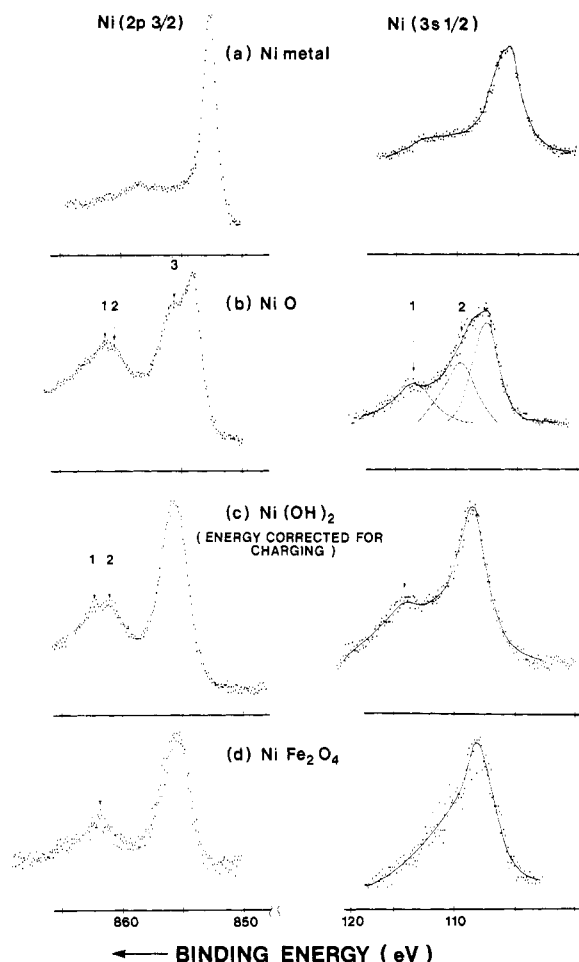 Ni (2p 3/2) Ni (3s 1/2)
(a) Ni metal
3
1 2 (b) Ni O 1 2
(c) Ni (OH)2
( ENERGY CORRECTED FOR
CHARGING )
1 2
(d) Ni Fe2 O4
860 850 120 110
← BINDING ENERGY ( eV )